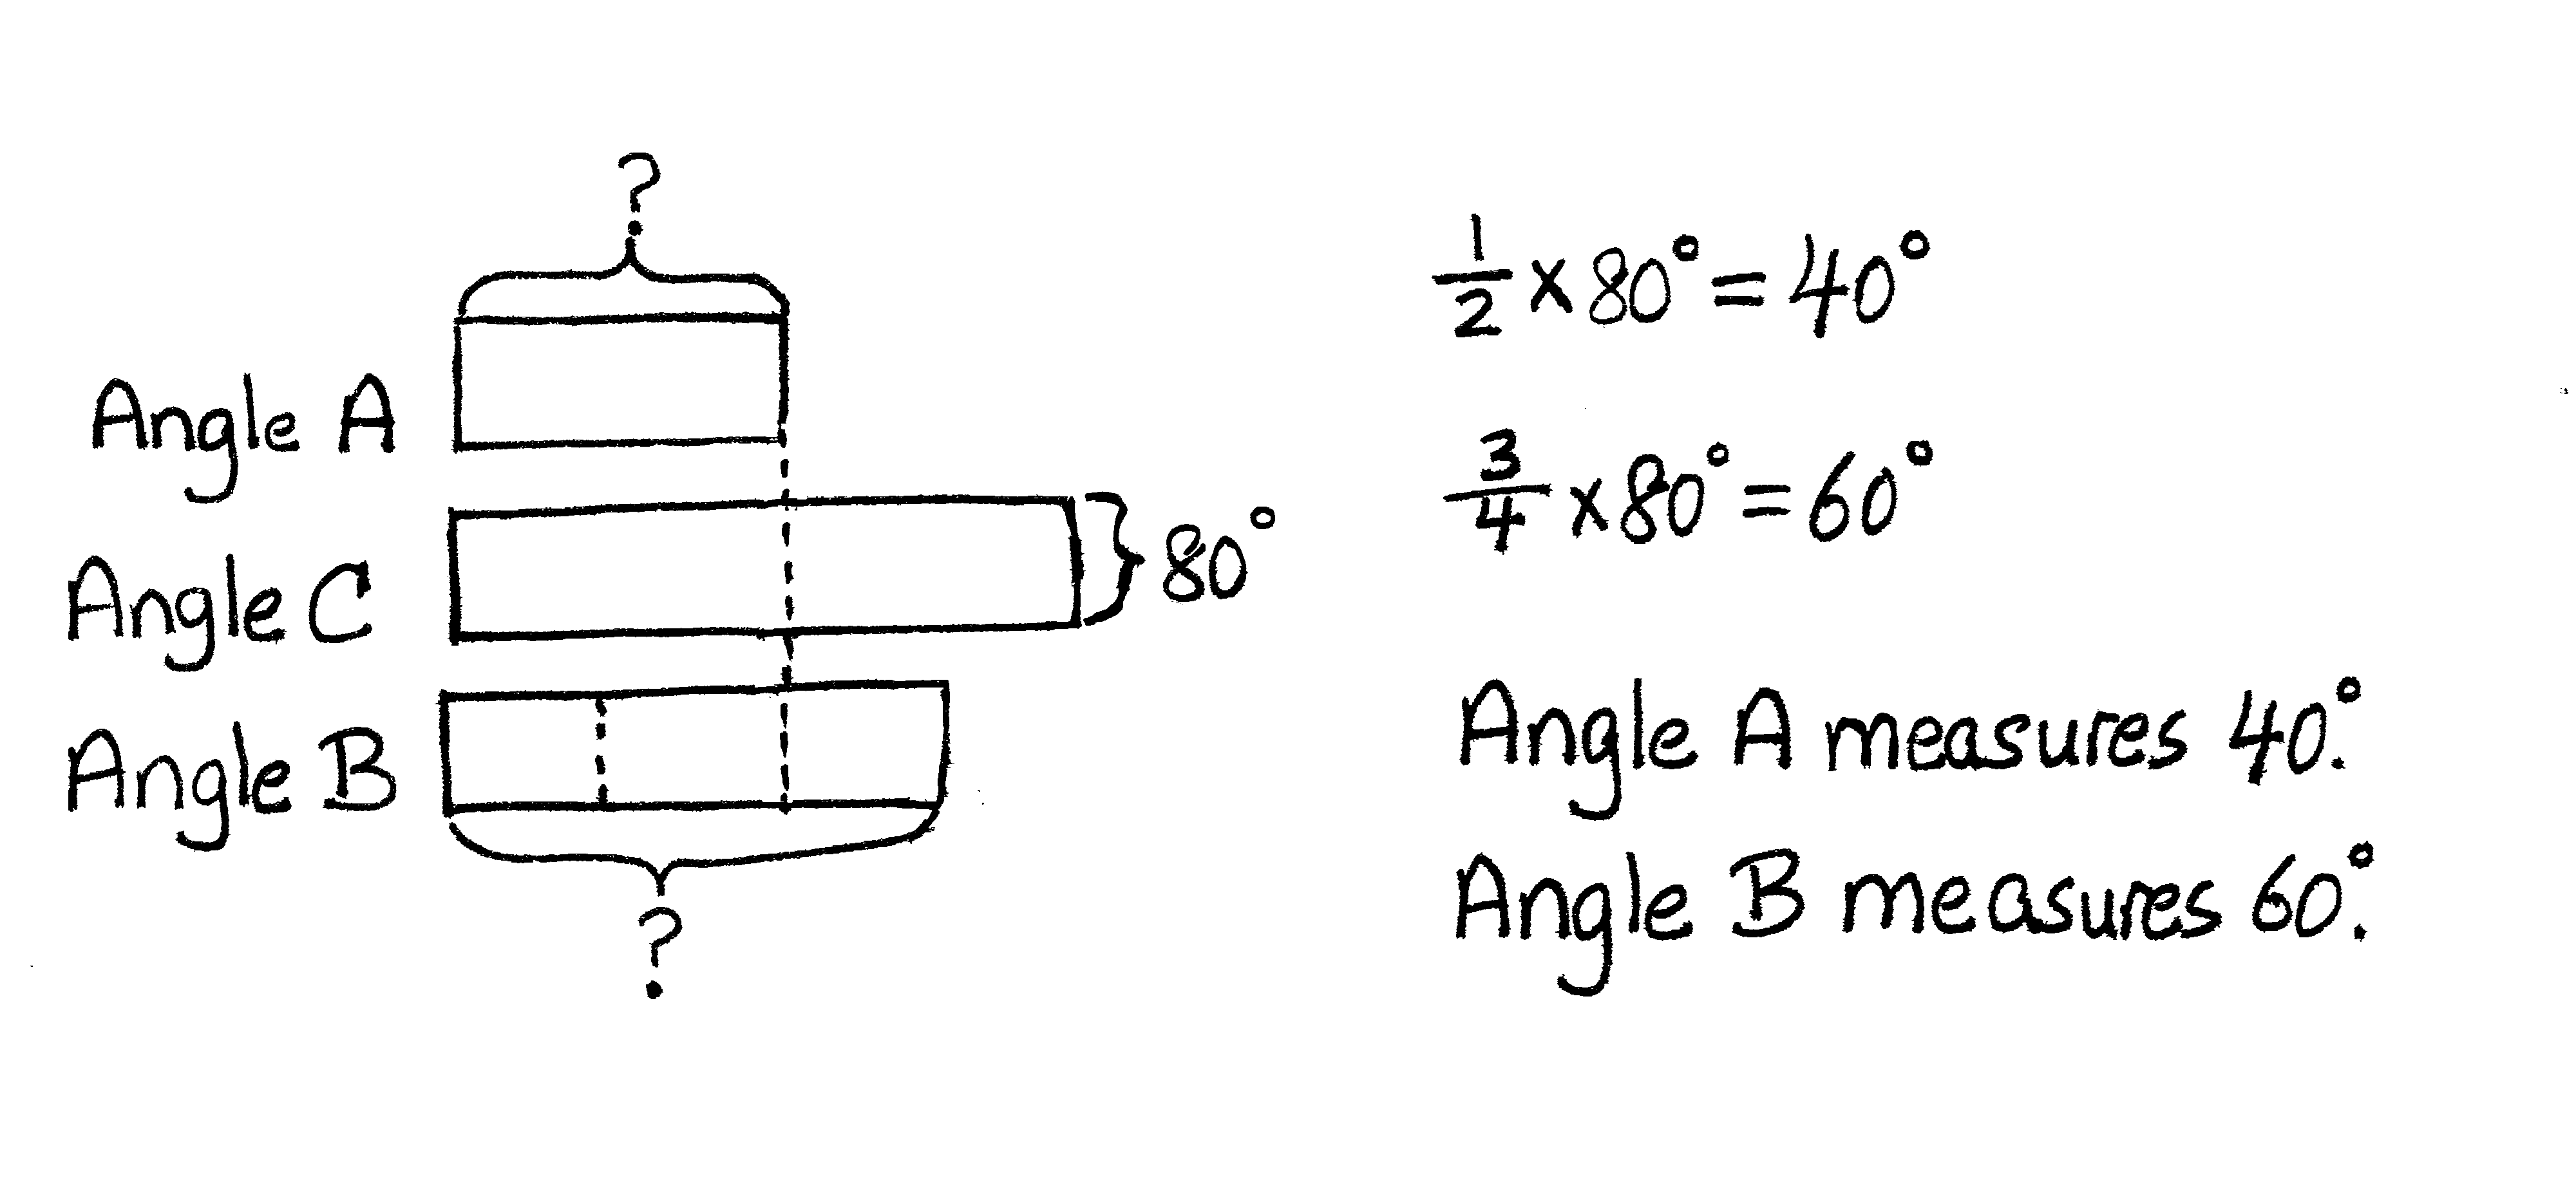 ?
Angle A
Angle C
80°
Angle B
?
1/2 × 80° = 40°
3/4 × 80° = 60°
Angle A measures 40°.
Angle B measures 60°.